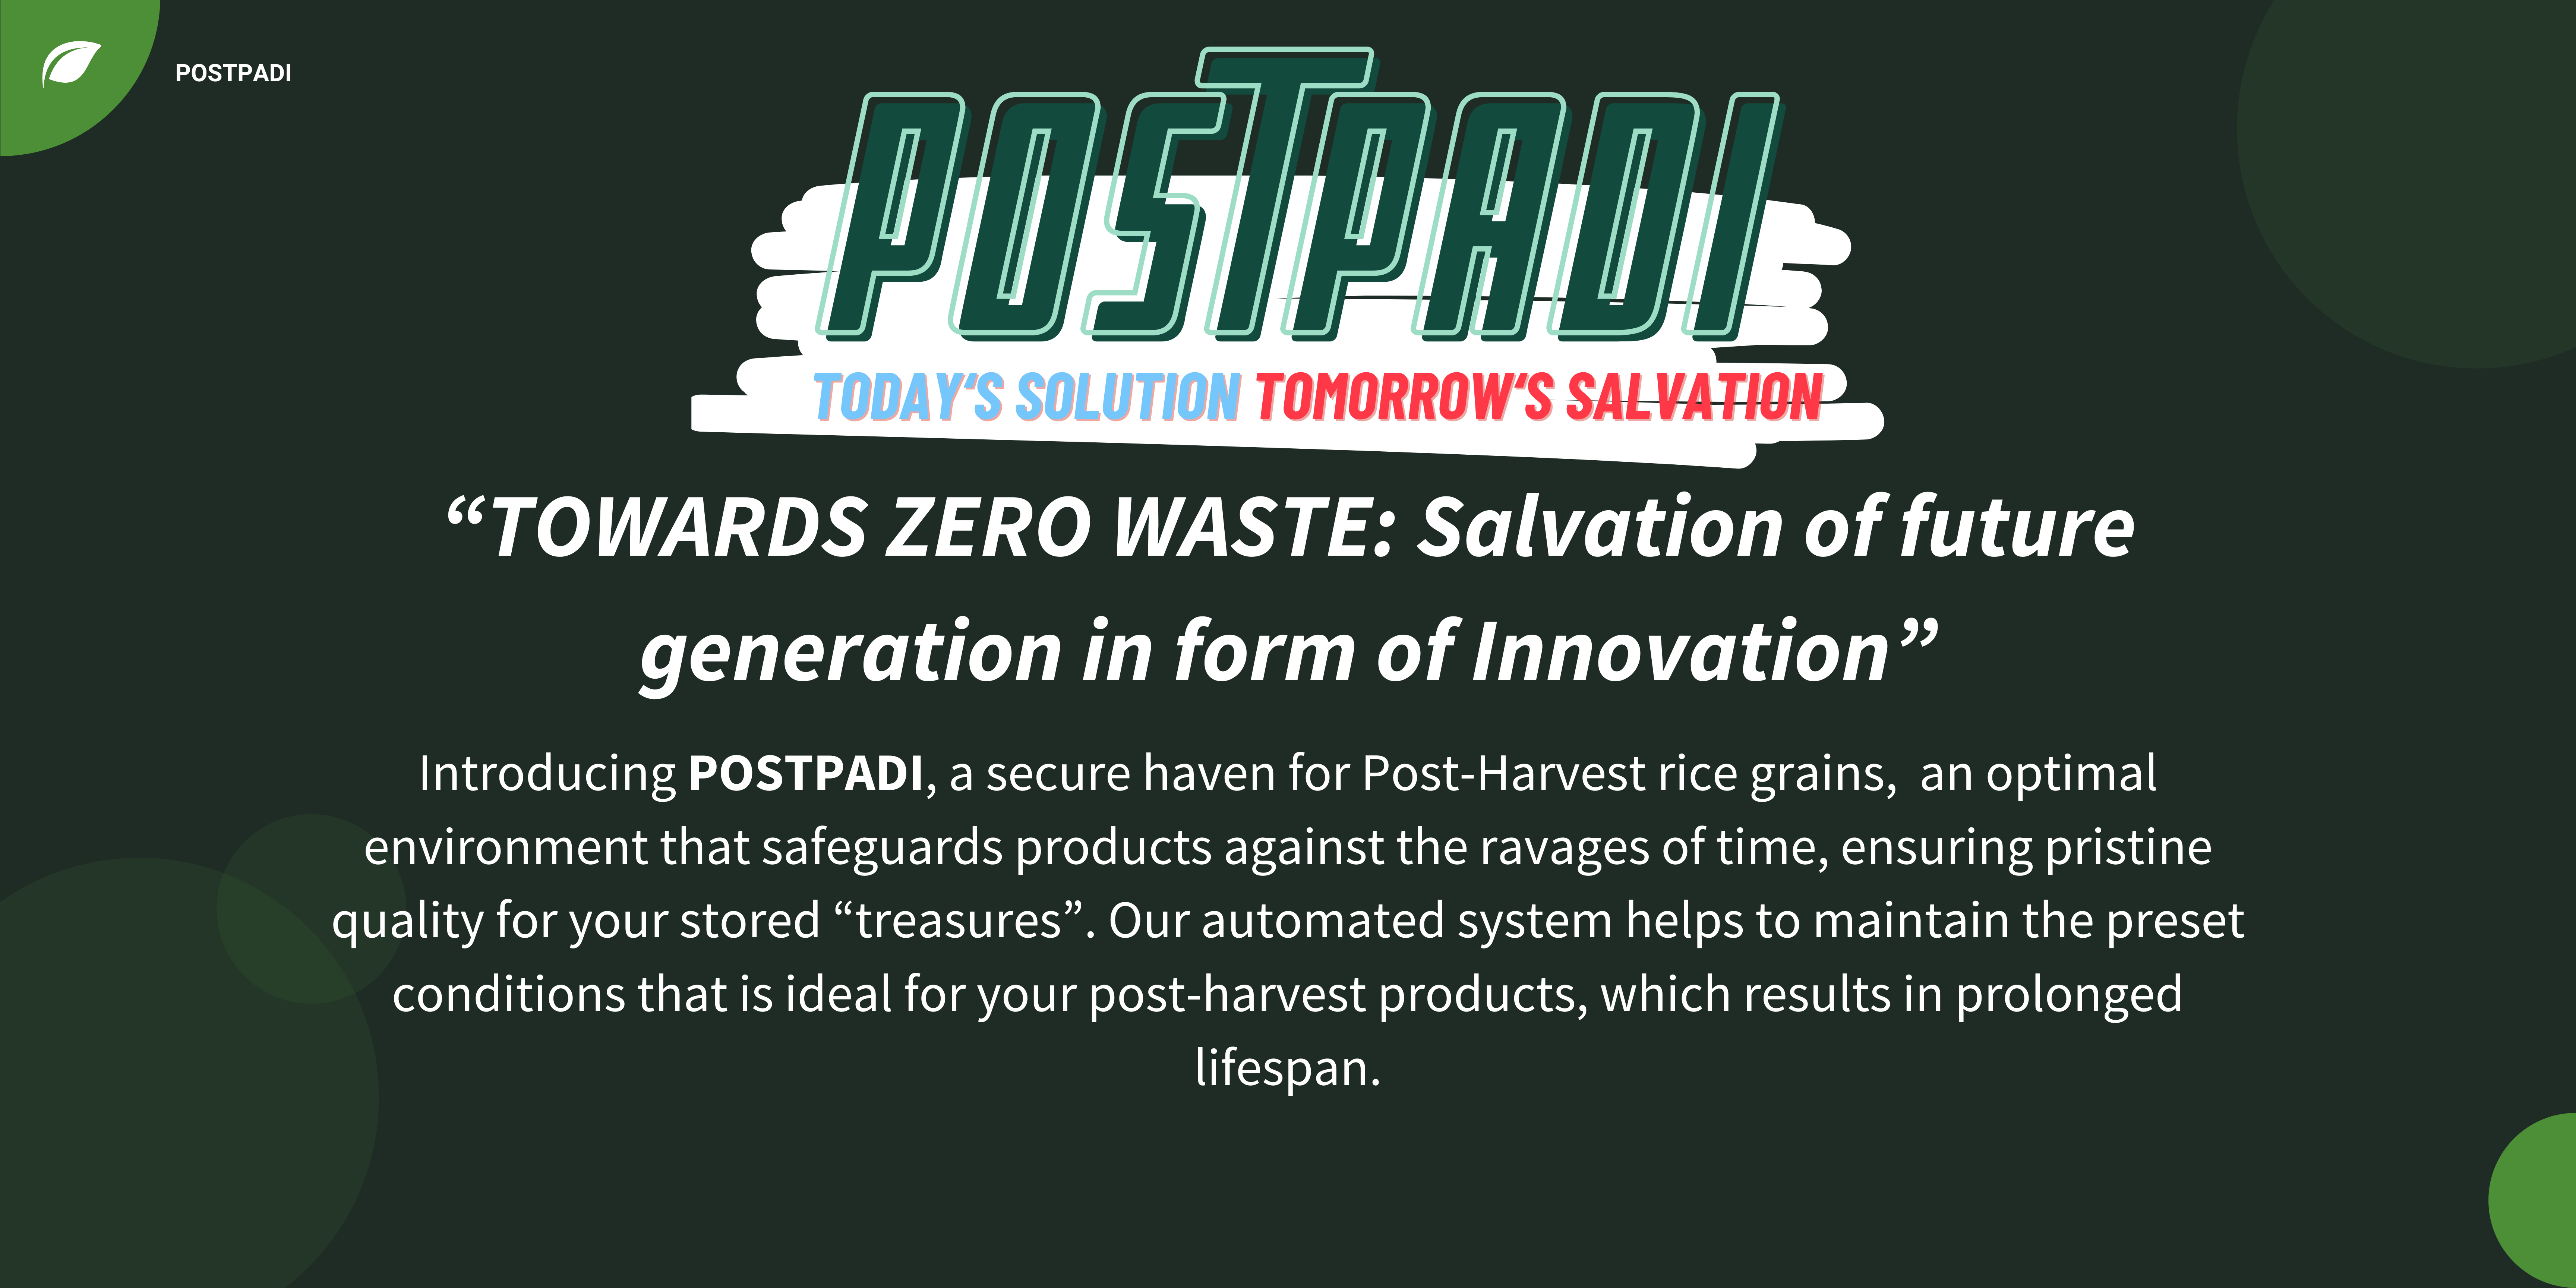 POSTPADI
POSTPADI
TODAY‘S SOLUTION TOMORROW‘S SALVATION
“TOWARDS ZERO WASTE: Salvation of future
generation in form of Innovation”
Introducing POSTPADI, a secure haven for Post-Harvest rice grains,  an optimal
environment that safeguards products against the ravages of time, ensuring pristine
quality for your stored “treasures”. Our automated system helps to maintain the preset
conditions that is ideal for your post-harvest products, which results in prolonged
lifespan.